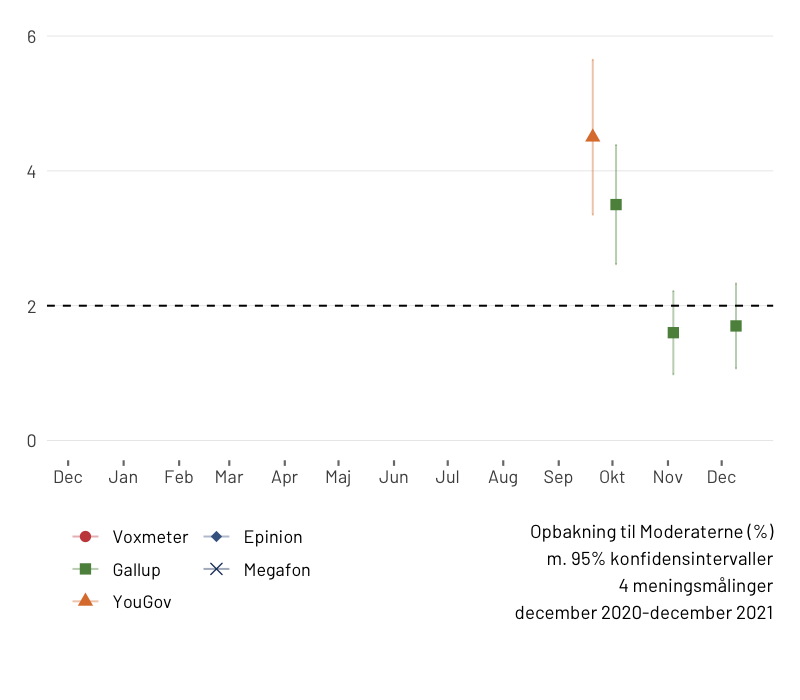 6
4
2
0
Dec Jan Feb Mar Apr Maj Jun Jul Aug Sep Okt Nov Dec
Voxmeter Epinion
Gallup Megafon
YouGov
Opbakning til Moderaterne (%)
m. 95% konfidensintervaller
4 meningsmålinger
december 2020-december 2021